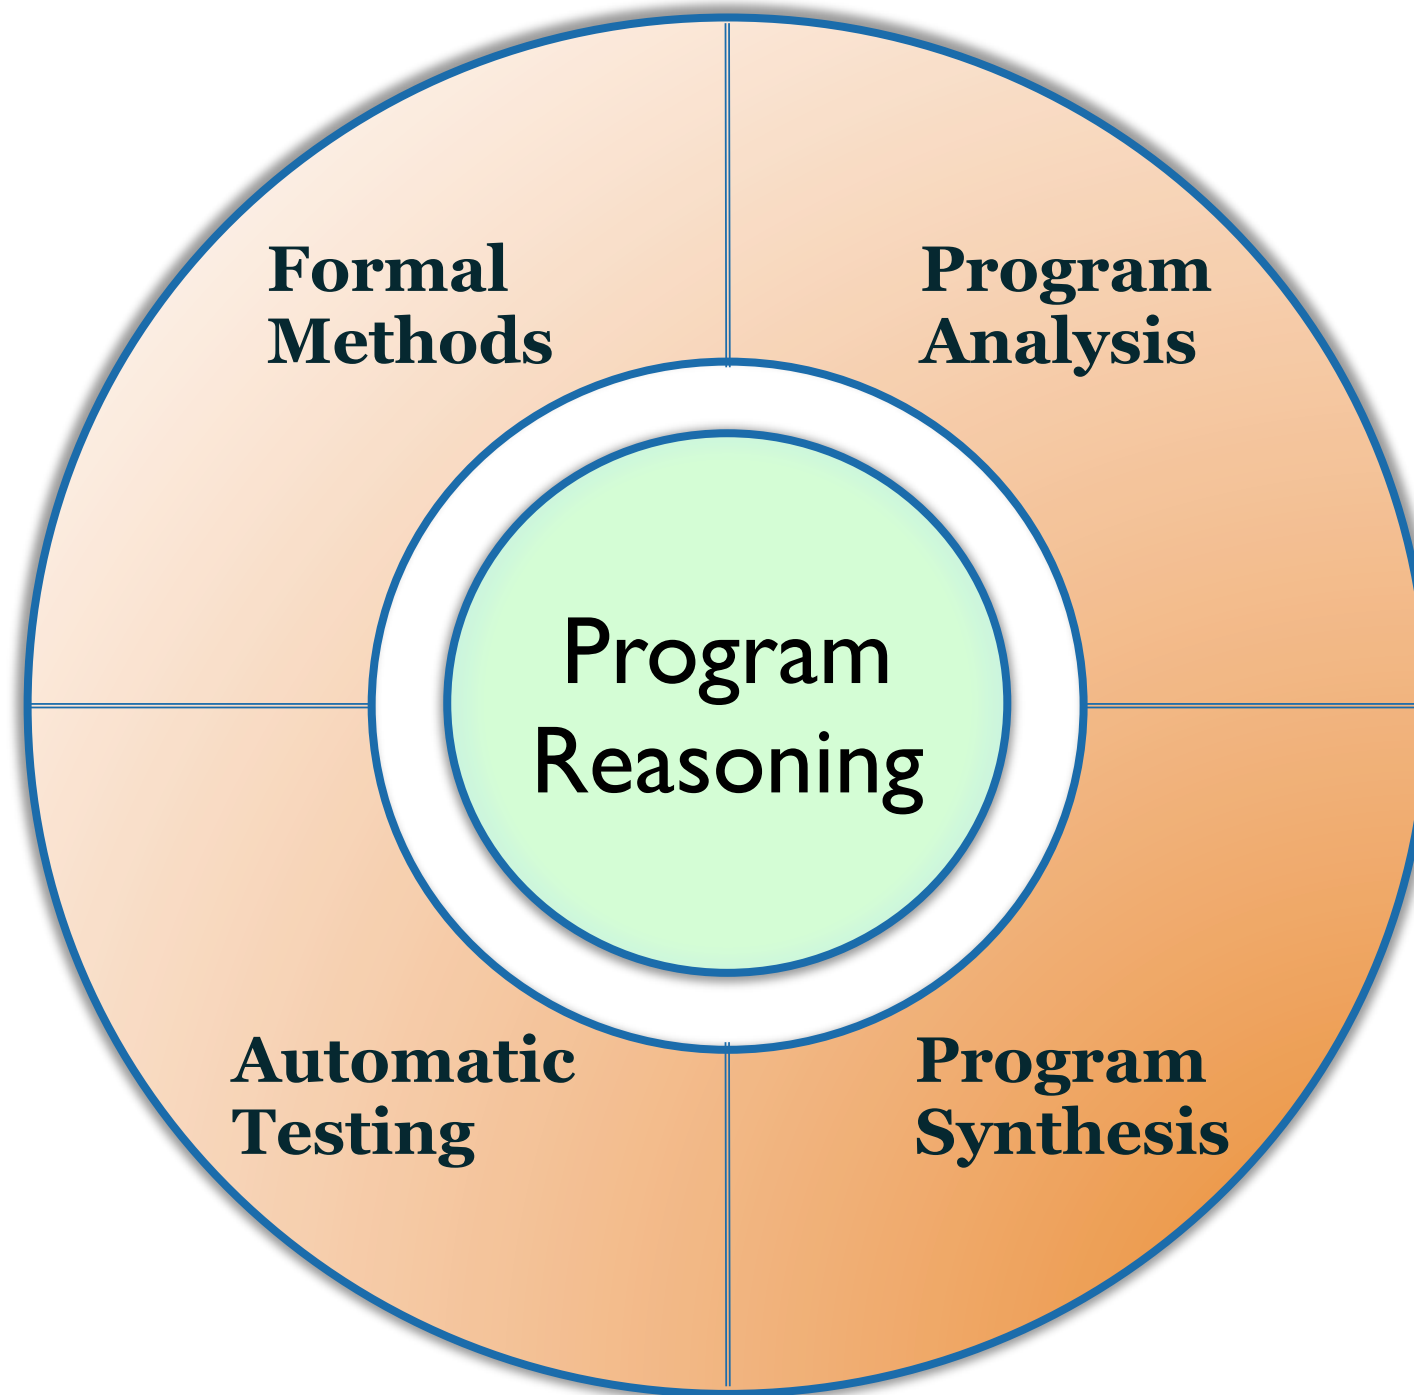 Formal
Methods
Program
Analysis
Program
Reasoning
Automatic
Testing
Program
Synthesis